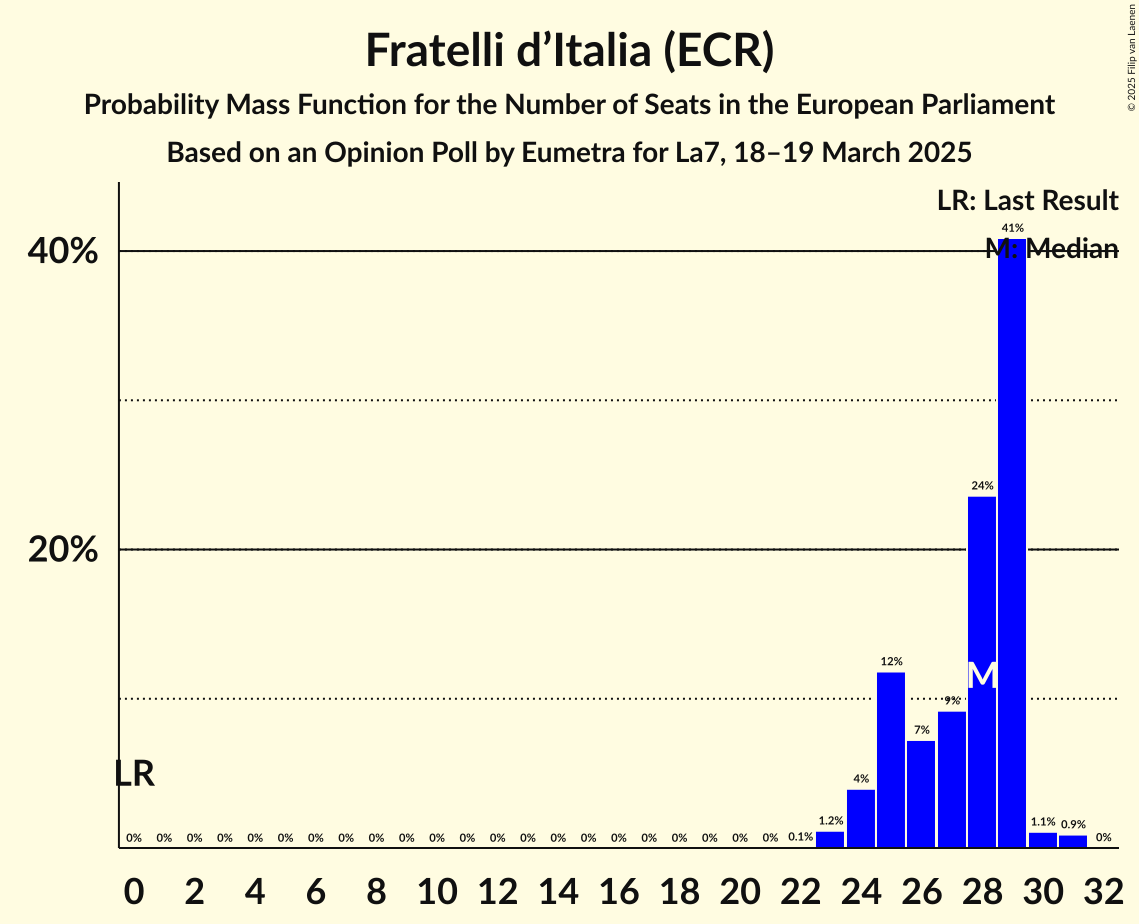 © 2025 Filip van Laenen
Fratelli d’Italia (ECR)
Probability Mass Function for the Number of Seats in the European Parliament
Based on an Opinion Poll by Eumetra for La7, 18–19 March 2025
LR: Last Result
M: Median
40%
20%
41%
24%
12%
M
9%
7%
LR
4%
0% 0% 0% 0% 0% 0% 0% 0% 0% 0% 0% 0% 0% 0% 0% 0% 0% 0% 0% 0% 0% 0% 0.1% 1.2% 1.1% 0.9% 0%
0 2 4 6 8 10 12 14 16 18 20 22 24 26 28 30 32